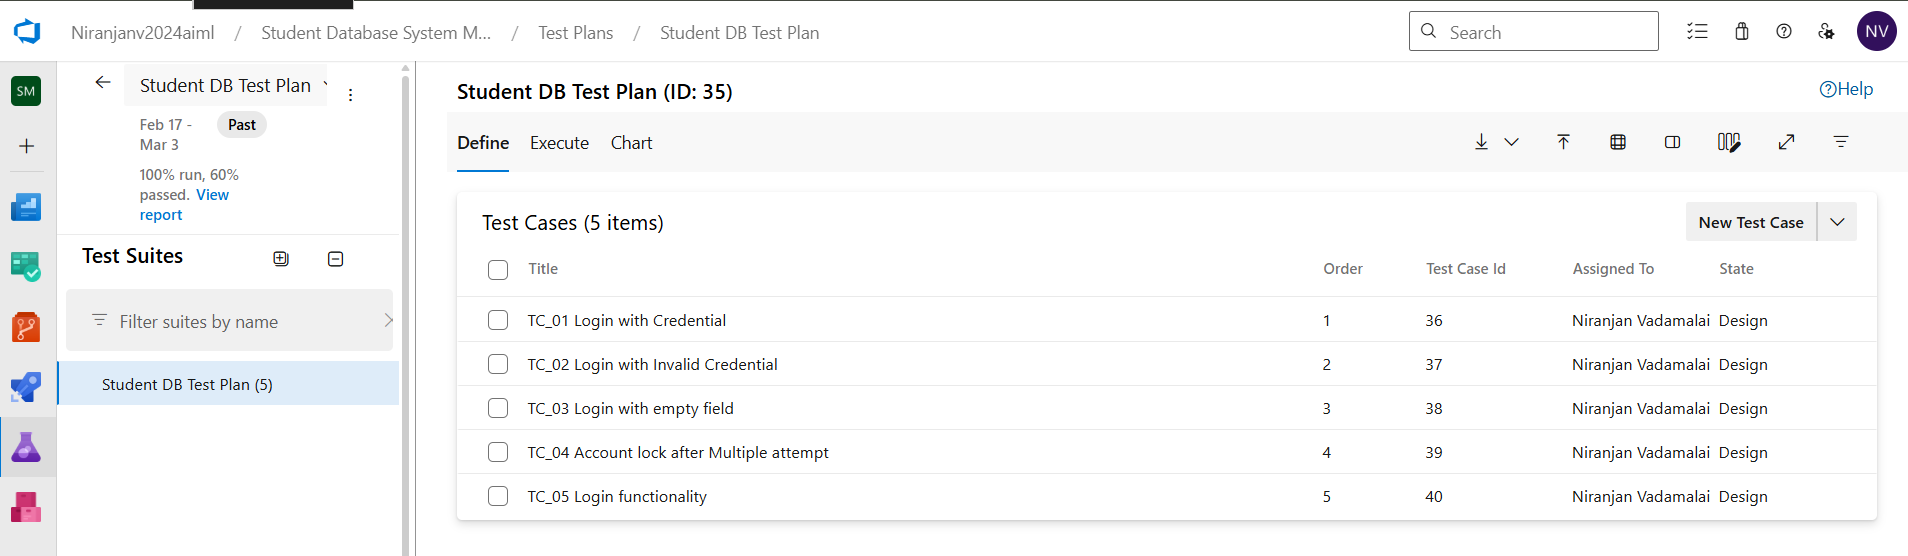 Niranjanv2024aiml / Student Database System M... / Test Plans / Student DB Test Plan
Search
NV
SM
Student DB Test Plan
Feb 17 -
Mar 3
Past
100% run, 60%
passed. View
report
Test Suites
Filter suites by name
Student DB Test Plan (5)
Student DB Test Plan (ID: 35)
Help
Define Execute Chart
Test Cases (5 items)
New Test Case
Title Order Test Case Id Assigned To State
TC_01 Login with Credential 1 36 Niranjan Vadamalai Design
TC_02 Login with Invalid Credential 2 37 Niranjan Vadamalai Design
TC_03 Login with empty field 3 38 Niranjan Vadamalai Design
TC_04 Account lock after Multiple attempt 4 39 Niranjan Vadamalai Design
TC_05 Login functionality 5 40 Niranjan Vadamalai Design